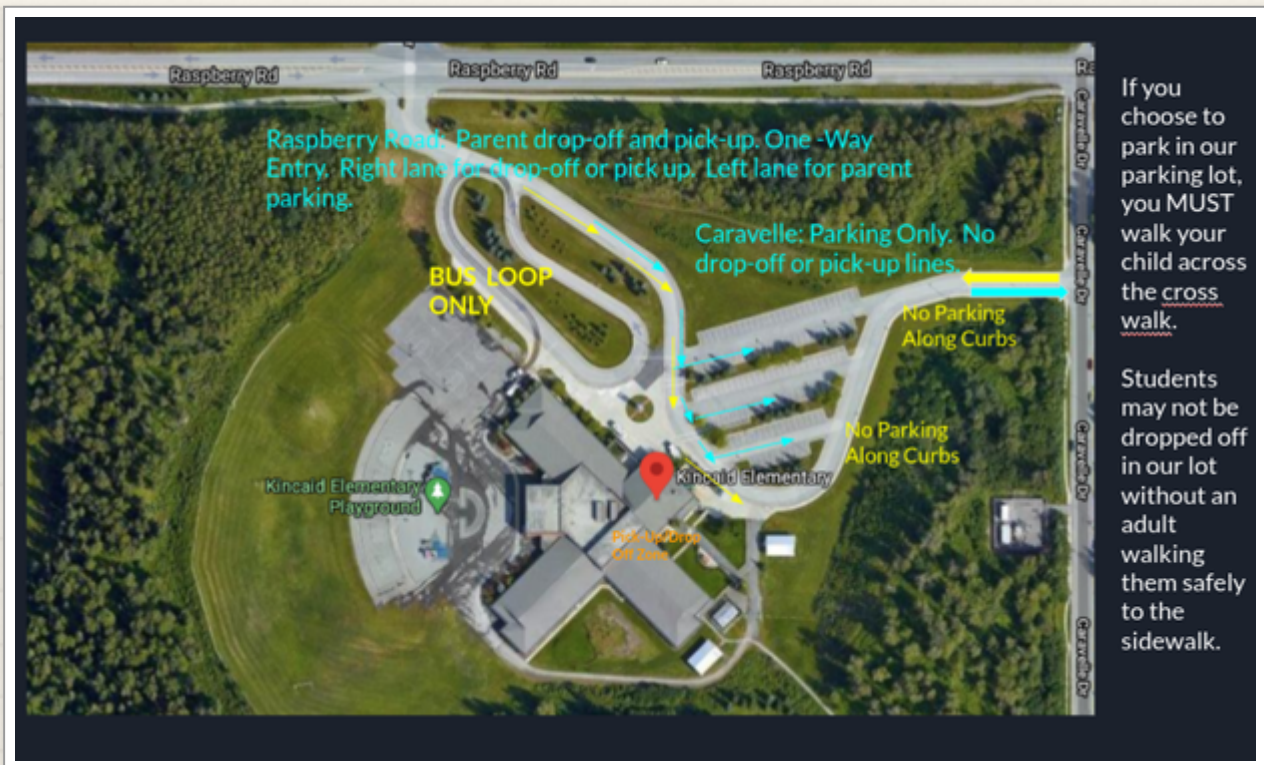 Raspberry Rd
Raspberry Rd
Raspberry Rd
Ra
Caravelle Dr
Raspberry Road: Parent drop-off and pick-up. One -Way
Entry. Right lane for drop-off or pick up. Left lane for parent
parking.
Caravelle: Parking Only. No
drop-off or pick-up lines.
Caravelle Dr
BUS LOOP
ONLY
No Parking
Along Curbs
No Parking
Along Curbs
Caravelle Dr
Kincaid Elementary
Kincaid Elementary
Playground
Pick-Up/Drop
Off Zone
Caravelle Dr
If you
choose to
park in our
parking lot,
you MUST
walk your
child across
the cross
walk.
Students
may not be
dropped off
in our lot
without an
adult
walking
them safely
to the
sidewalk.